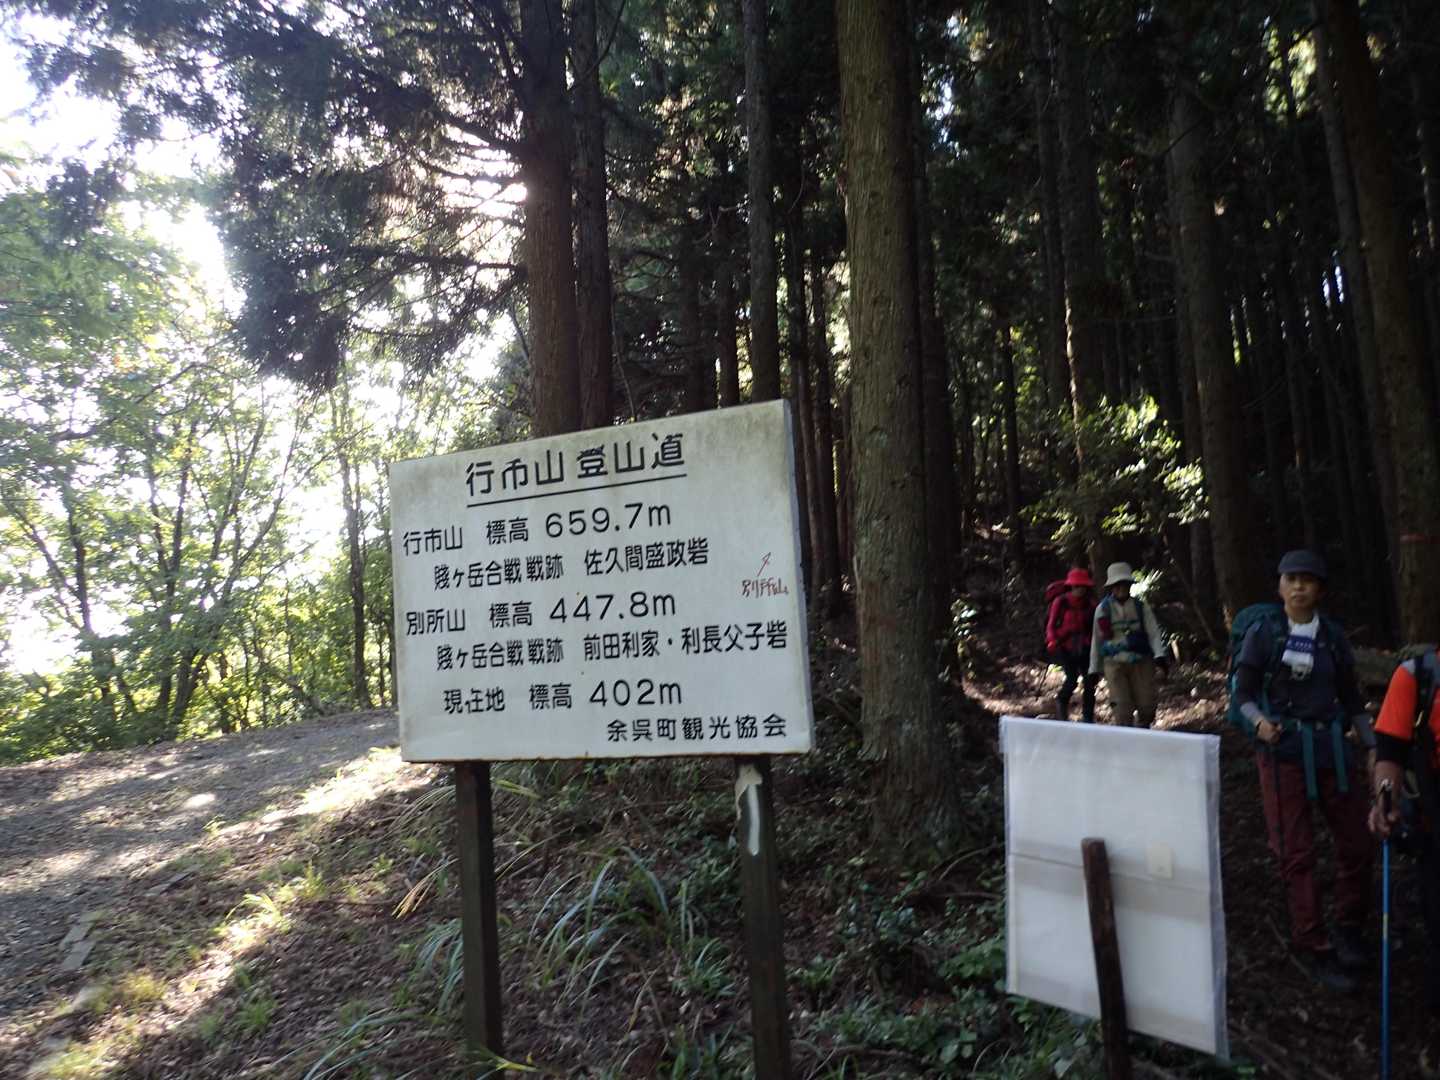 行市山登山道
行市山 標高 659.7m
賤ヶ岳合戦戦跡 佐久間盛政砦
別所山
別所山 標高 447.8m
賤ヶ岳合戦戦跡 前田利家・利長父子砦
現在地 標高 402m
余呉町観光協会